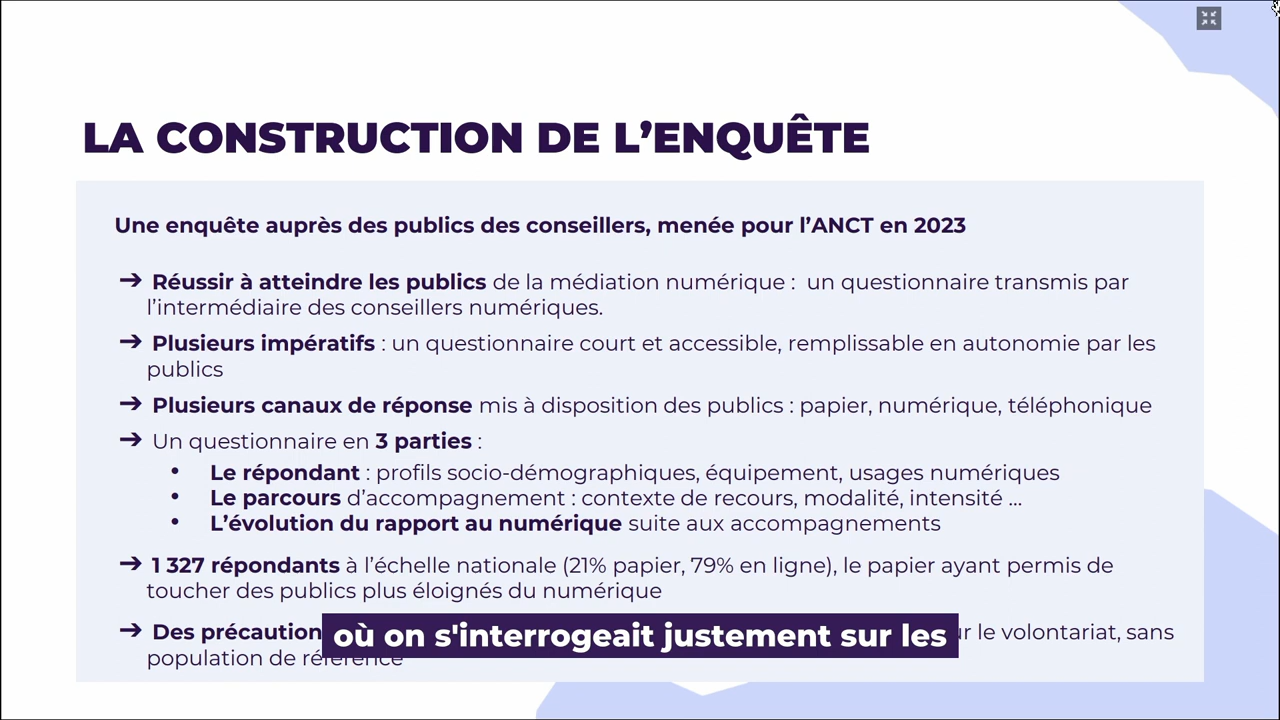 LA CONSTRUCTION DE L'ENQUÊTE
Une enquête auprès des publics des conseillers, menée pour l'ANCT en 2023
➔ Réussir à atteindre les publics de la médiation numérique : un questionnaire transmis par
l'intermédiaire des conseillers numériques.
➔ Plusieurs impératifs : un questionnaire court et accessible, remplissable en autonomie par les
publics
➔ Plusieurs canaux de réponse mis à disposition des publics : papier, numérique, téléphonique
➔ Un questionnaire en 3 parties :
• Le répondant : profils socio-démographiques, équipement, usages numériques
• Le parcours d'accompagnement : contexte de recours, modalité, intensité ...
• L'évolution du rapport au numérique suite aux accompagnements
➔ 1 327 répondants à l'échelle nationale (21% papier, 79% en ligne), le papier ayant permis de
toucher des publics plus éloignés du numérique
➔ Des précaution le volontariat, sans
population de référence
où on s'interrogeait justement sur les